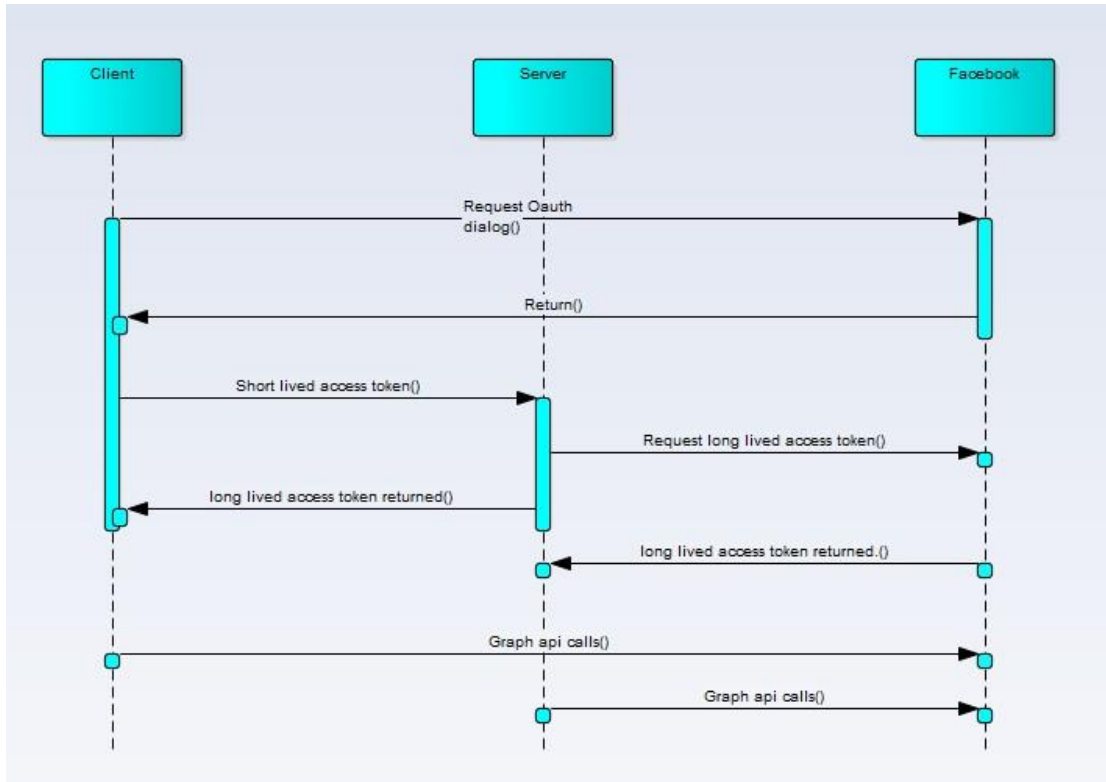 Client
Server
Facebook
Request Oauth
dialog()
Return()
Short lived access token()
Request long lived access token()
long lived access token returned()
long lived access token returned.()
Graph api calls()
Graph api calls()